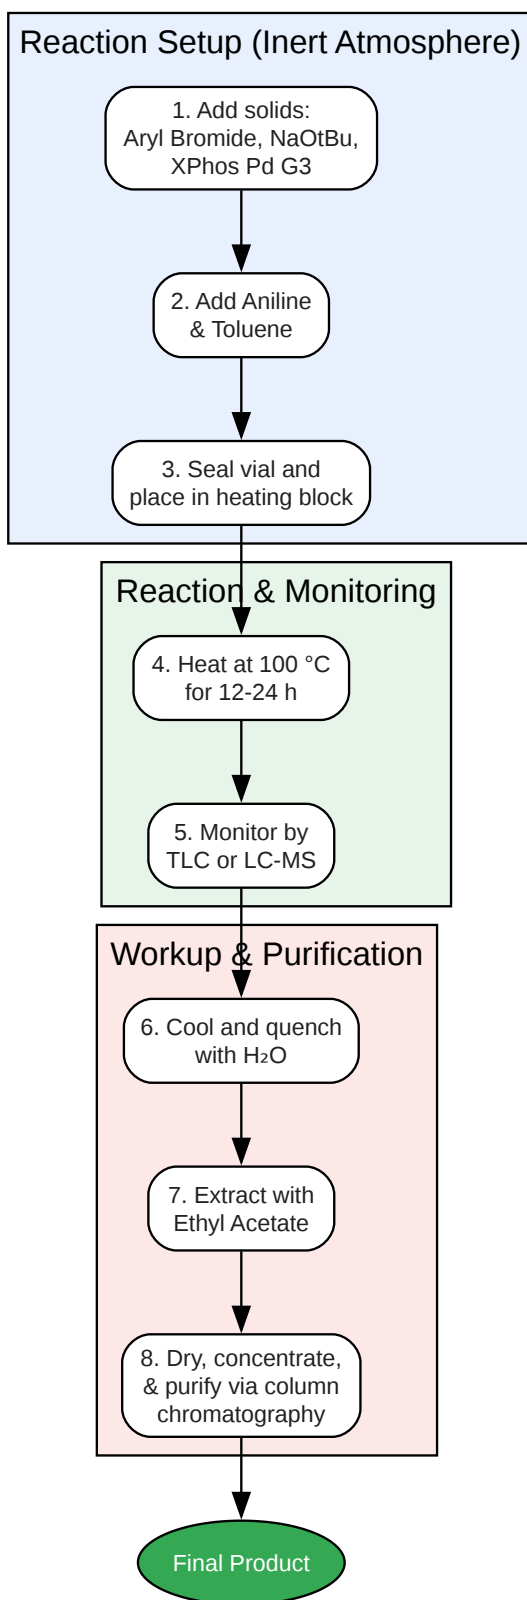 Reaction Setup (Inert Atmosphere)
1. Add solids:
Aryl Bromide, NaOtBu,
XPhos Pd G3
2. Add Aniline
& Toluene
3. Seal vial and
place in heating block
Reaction & Monitoring
4. Heat at 100 °C
for 12-24 h
5. Monitor by
TLC or LC-MS
Workup & Purification
6. Cool and quench
with H₂O
7. Extract with
Ethyl Acetate
8. Dry, concentrate,
& purify via column
chromatography
Final Product